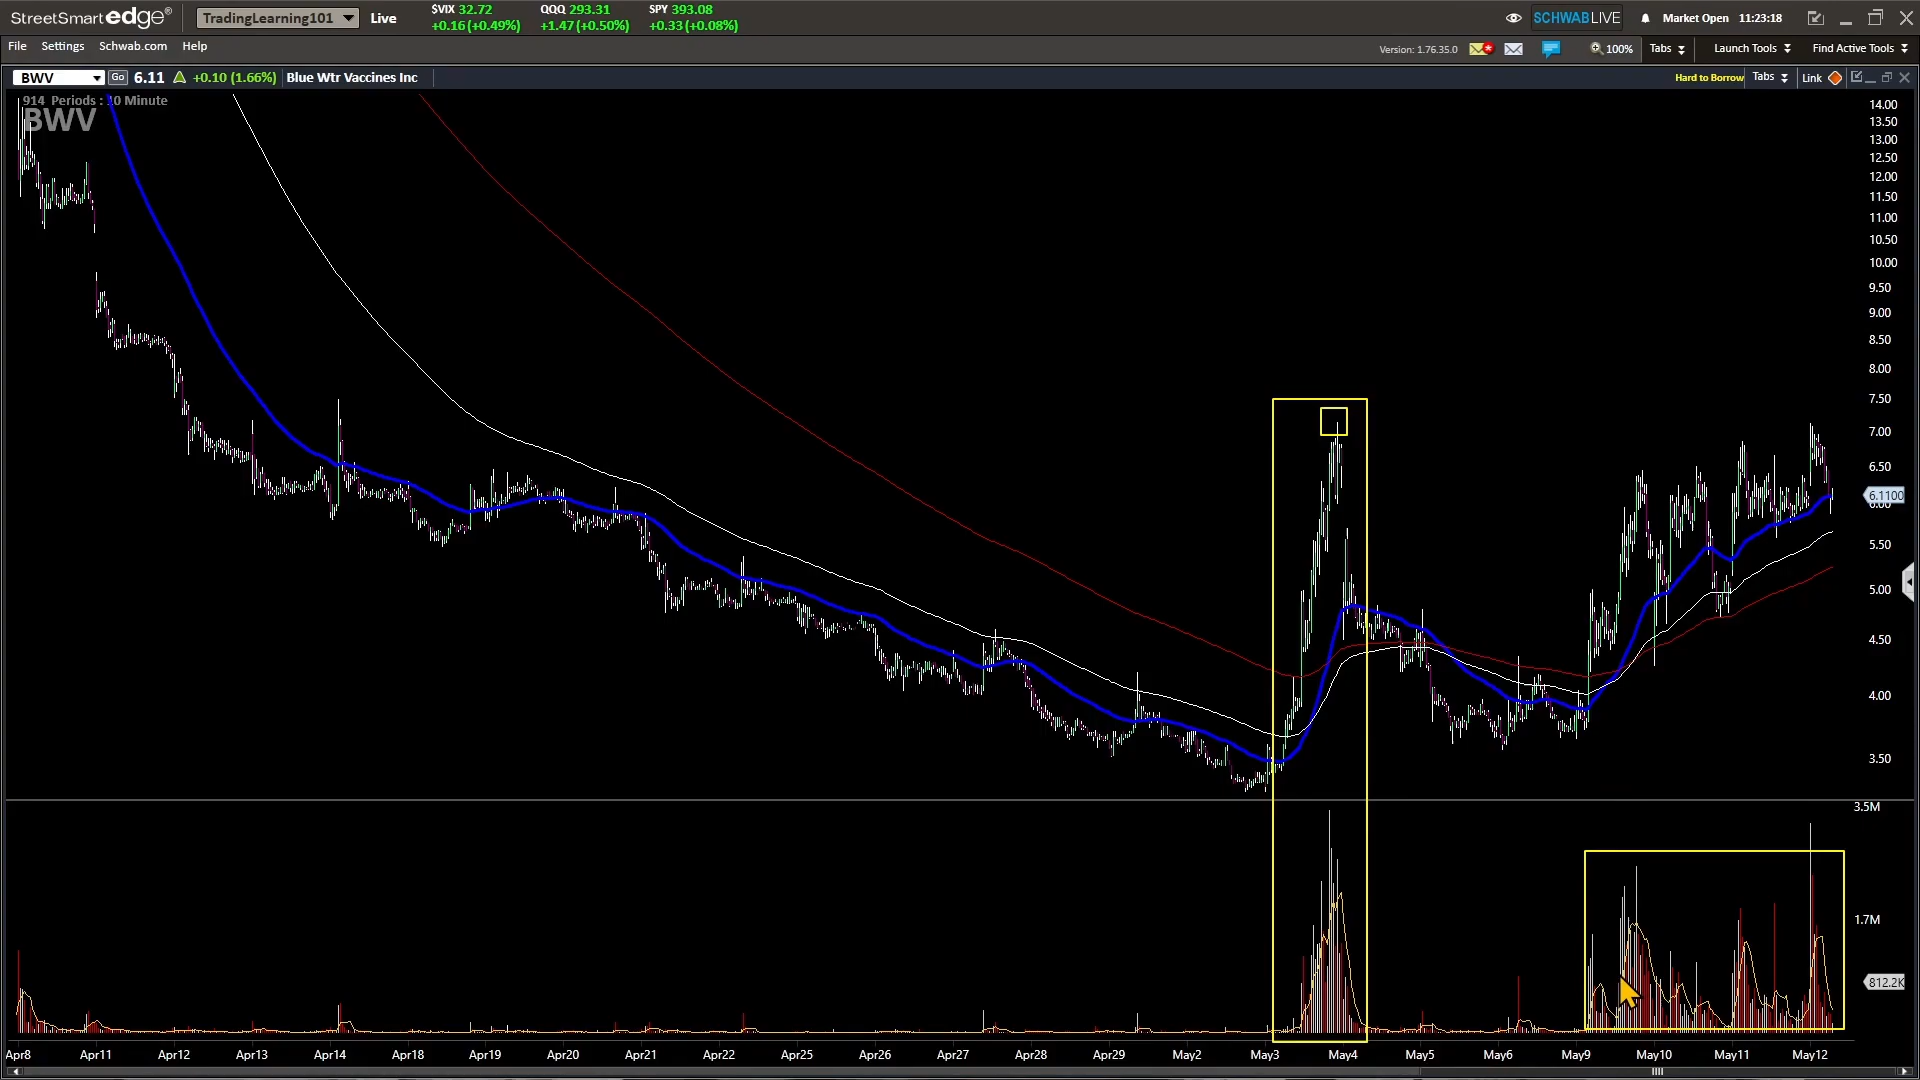 StreetSmart edge® TradingLearning101 Live $VIX 32.72 QQQ 293.31 SPY 393.08 SCHWABLIVE Market Open 11:23:18
+0.16 (+0.49%) +1.47 (+0.50%) +0.33 (+0.08%)
File Settings Schwab.com Help Version: 1.76.35.0 100% Tabs Launch Tools Find Active Tools
BWV Go 6.11 +0.10 (1.66%) Blue Wtr Vaccines Inc Hard to Borrow Tabs Link
914 Periods : 10 Minute
BWV
14.00
13.50
13.00
12.50
12.00
11.50
11.00
10.50
10.00
9.50
9.00
8.50
8.00
7.50
7.00
6.50
6.1100
6.00
5.50
5.00
4.50
4.00
3.50
3.5M
1.7M
812.2K
Apr8 Apr11 Apr12 Apr13 Apr14 Apr18 Apr19 Apr20 Apr21 Apr22 Apr25 Apr26 Apr27 Apr28 Apr29 May2 May3 May4 May5 May6 May9 May10 May11 May12